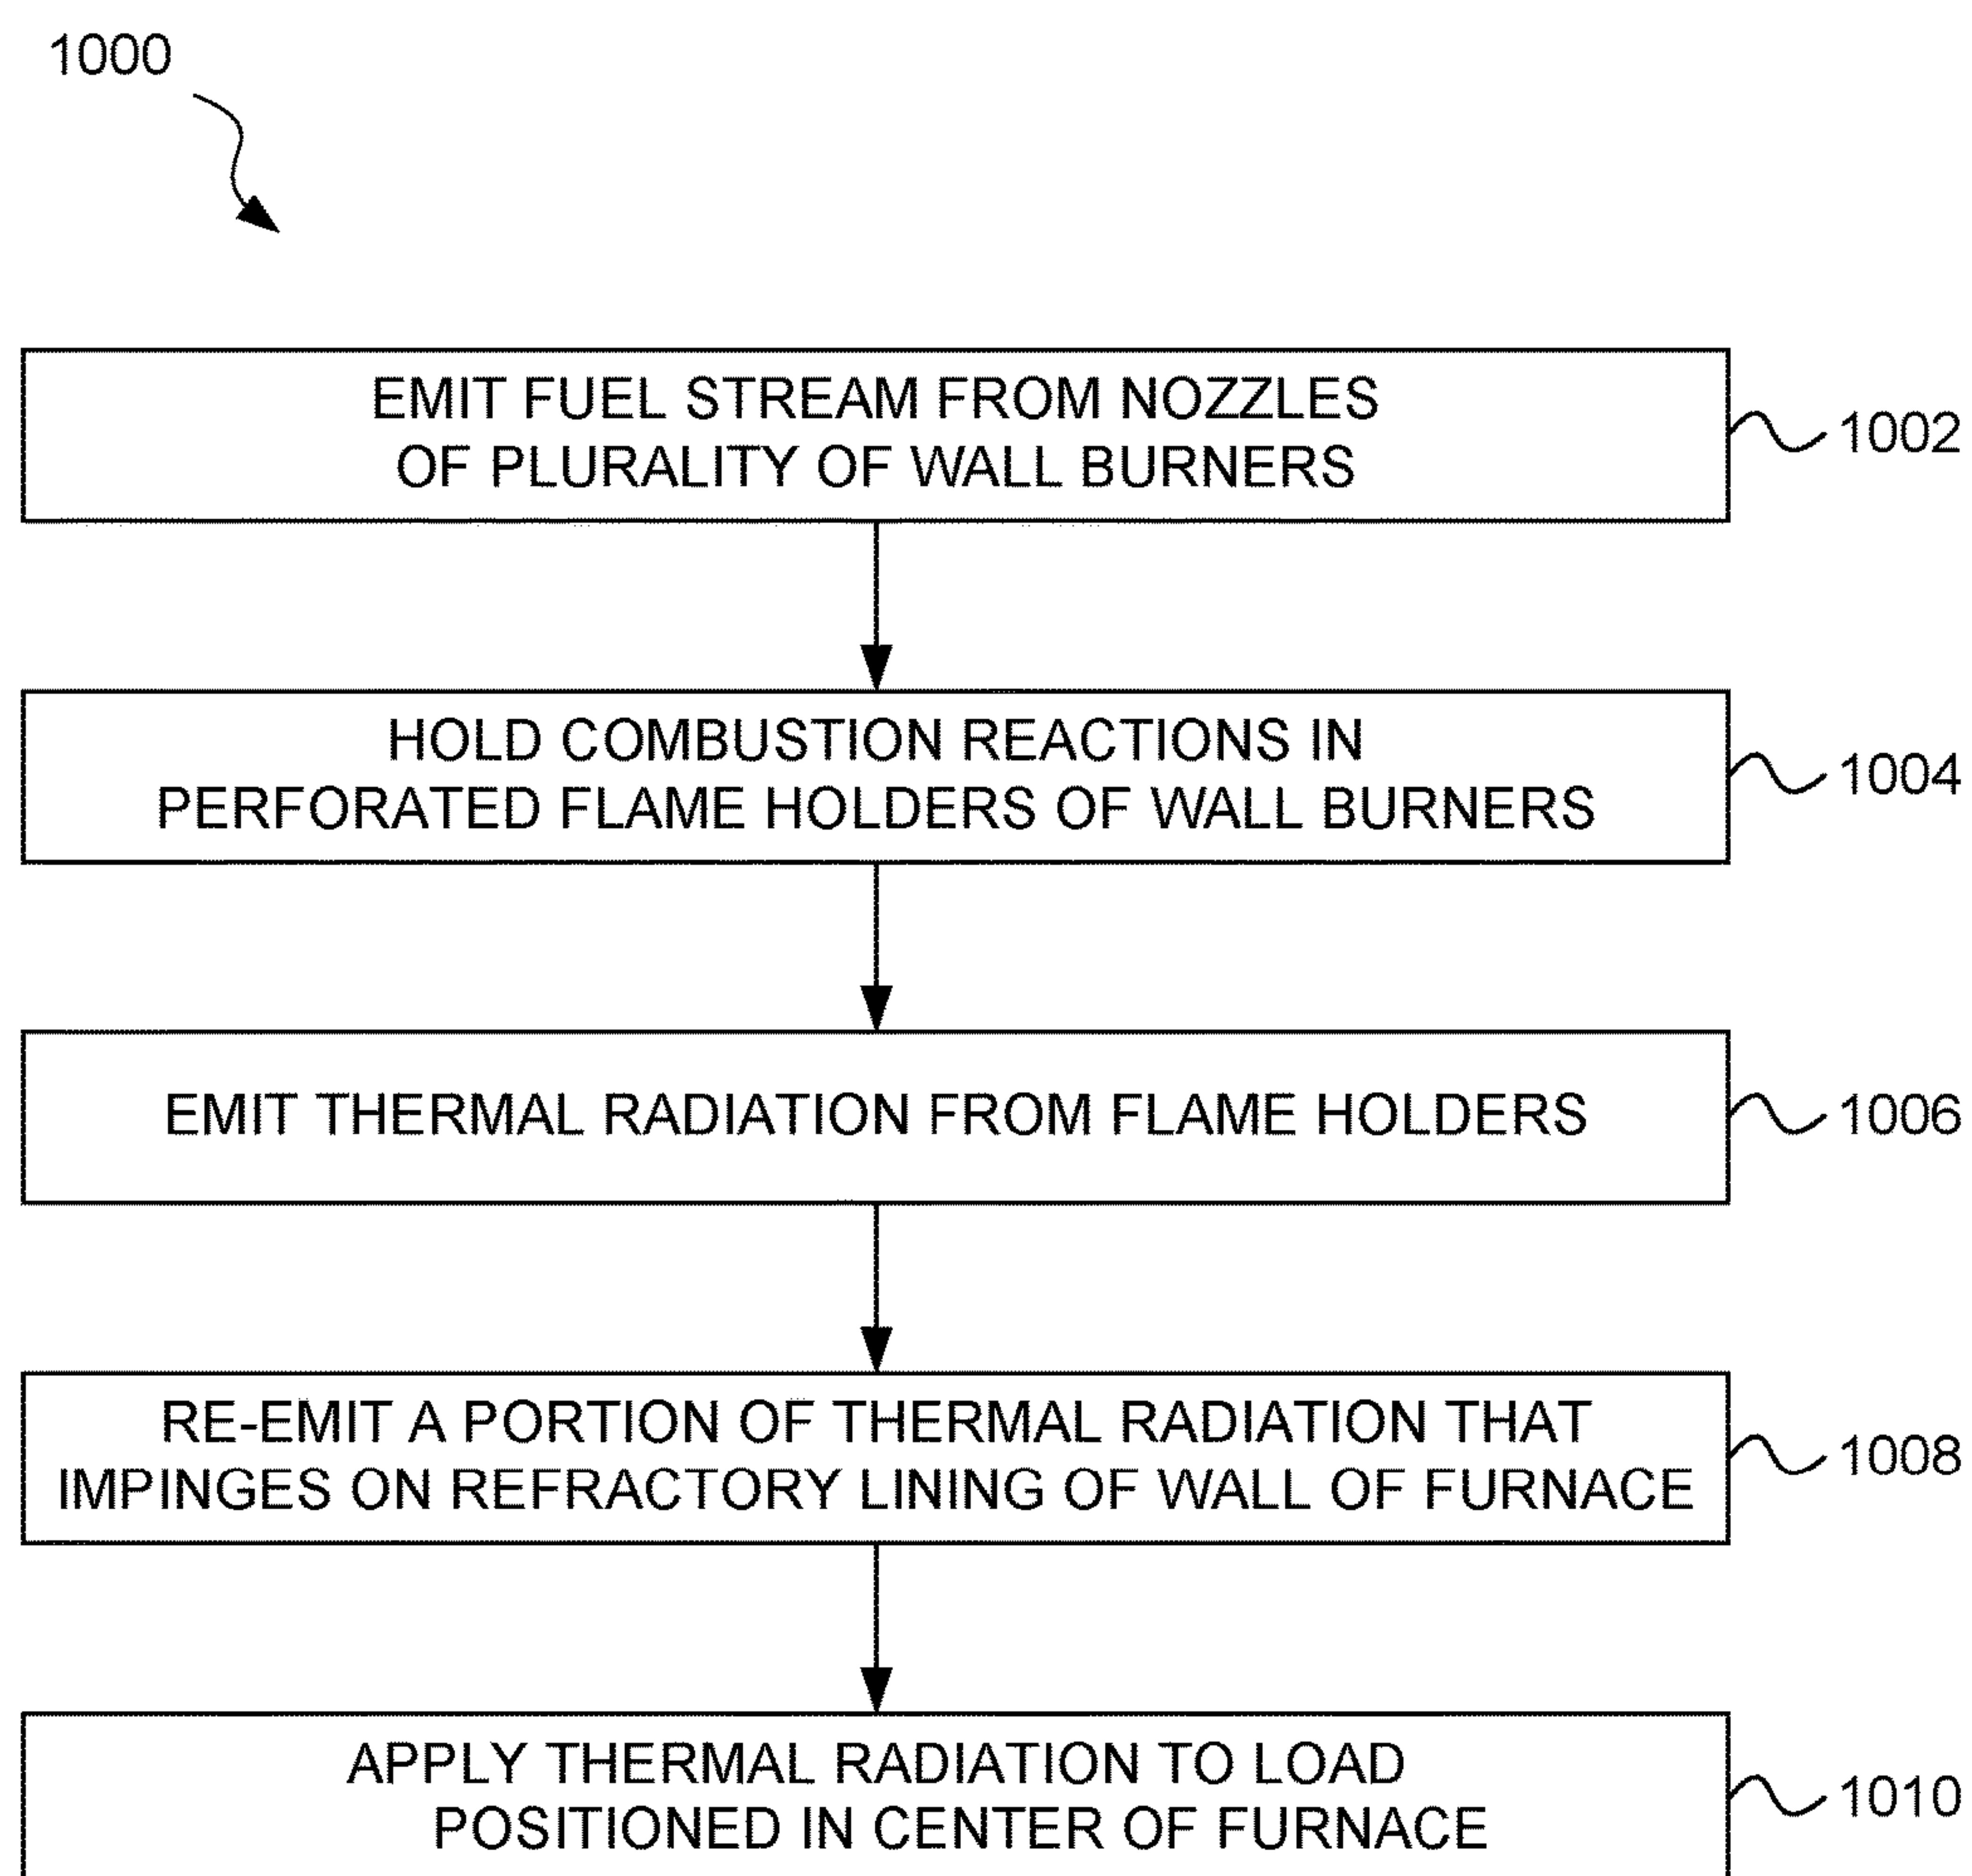 1000
EMIT FUEL STREAM FROM NOZZLES
OF PLURALITY OF WALL BURNERS
1002
HOLD COMBUSTION REACTIONS IN
PERFORATED FLAME HOLDERS OF WALL BURNERS
1004
EMIT THERMAL RADIATION FROM FLAME HOLDERS
1006
RE-EMIT A PORTION OF THERMAL RADIATION THAT
IMPINGES ON REFRACTORY LINING OF WALL OF FURNACE
1008
APPLY THERMAL RADIATION TO LOAD
POSITIONED IN CENTER OF FURNACE
1010